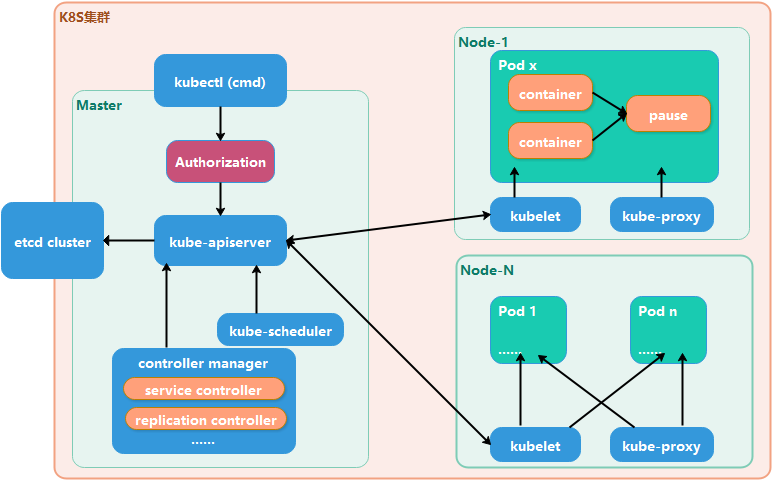 K8S集群
kubectl (cmd)
Master
Authorization
etcd cluster
kube-apiserver
kube-scheduler
controller manager
service controller
replication controller
......
Node-1
Pod x
container
container
pause
kubelet
kube-proxy
Node-N
Pod 1
......
Pod n
......
kubelet
kube-proxy